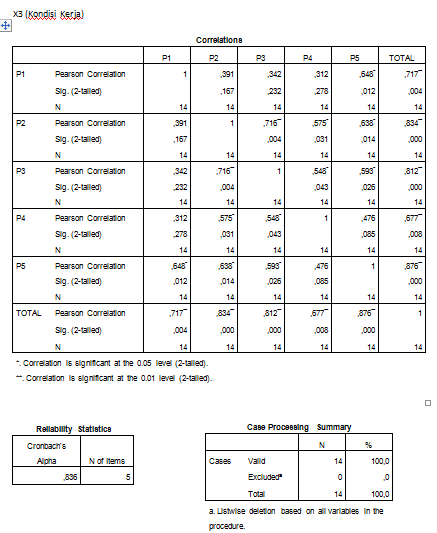 X3 (Kondisi Kerja)
Correlations
P1 P2 P3 P4 P5 TOTAL
P1 Pearson Correlation 1 ,391 ,342 ,312 ,648* ,717**
Sig. (2-tailed) ,167 ,232 ,278 ,012 ,004
N 14 14 14 14 14 14
P2 Pearson Correlation ,391 1 ,716** ,575* ,638* ,834**
Sig. (2-tailed) ,167 ,004 ,031 ,014 ,000
N 14 14 14 14 14 14
P3 Pearson Correlation ,342 ,716** 1 ,548* ,593* ,812**
Sig. (2-tailed) ,232 ,004 ,043 ,026 ,000
N 14 14 14 14 14 14
P4 Pearson Correlation ,312 ,575* ,548* 1 ,476 ,677**
Sig. (2-tailed) ,278 ,031 ,043 ,085 ,008
N 14 14 14 14 14 14
P5 Pearson Correlation ,648* ,638* ,593* ,476 1 ,876**
Sig. (2-tailed) ,012 ,014 ,026 ,085 ,000
N 14 14 14 14 14 14
TOTAL Pearson Correlation ,717** ,834** ,812** ,677** ,876** 1
Sig. (2-tailed) ,004 ,000 ,000 ,008 ,000
N 14 14 14 14 14 14
*. Correlation is significant at the 0.05 level (2-tailed).
**. Correlation is significant at the 0.01 level (2-tailed).
Reliability Statistics
Cronbach's
Alpha N of Items
,836 5
Case Processing Summary
N %
Cases Valid 14 100,0
Excludedª 0 ,0
Total 14 100,0
a. Listwise deletion based on all variables in the
procedure.